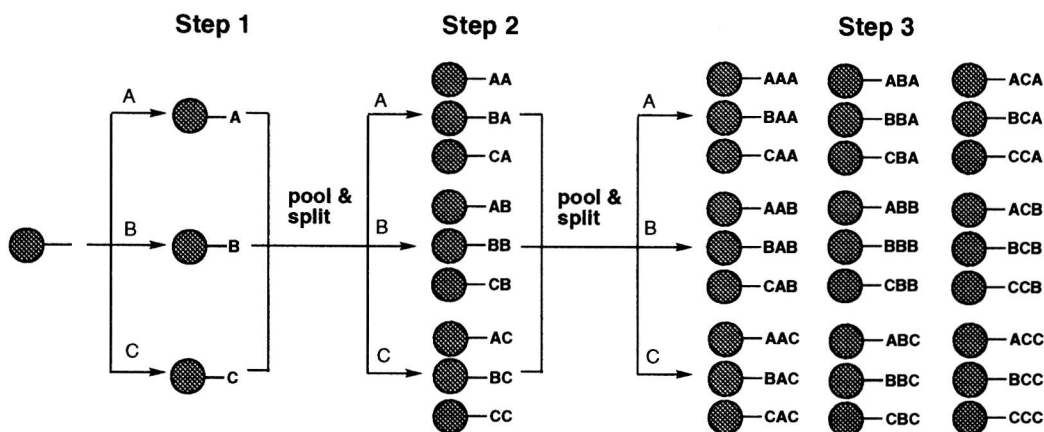 Step 1 Step 2 Step 3
AA AAA ABA ACA
A A A BA A BAA BBA BCA
CA CAA CBA CCA
pool & split pool & split
AB AAB ABB ACB
B B B BB B BAB BBB BCB
CB CAB CBB CCB
AC AAC ABC ACC
C C C BC C BAC BBC BCC
CC CAC CBC CCC